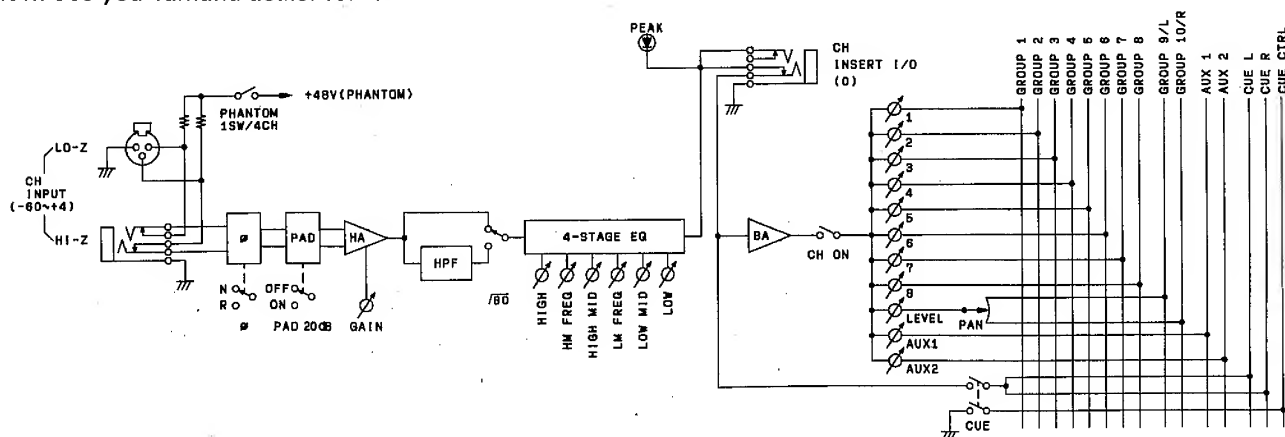 PEAK
CH
INSERT I/O
(0)
GROUP 1
GROUP 2
GROUP 3
GROUP 4
GROUP 5
GROUP 6
GROUP 7
GROUP 8
GROUP 9/L
GROUP 10/R
AUX 1
AUX 2
CUE L
CUE R
CUE CTRL
+48V(PHANTOM)
PHANTOM
1SW/4CH
LO-Z
CH
INPUT
(-60~+4)
HI-Z
ø
PAD
HA
HPF
4-STAGE EQ
BA
CH ON
1
2
3
4
5
6
7
8
LEVEL
PAN
AUX1
AUX2
N
R
ø
OFF
ON
PAD 20dB
GAIN
/80
HIGH
HM FREQ
HIGH MID
LM FREQ
LOW MID
LOW
CUE